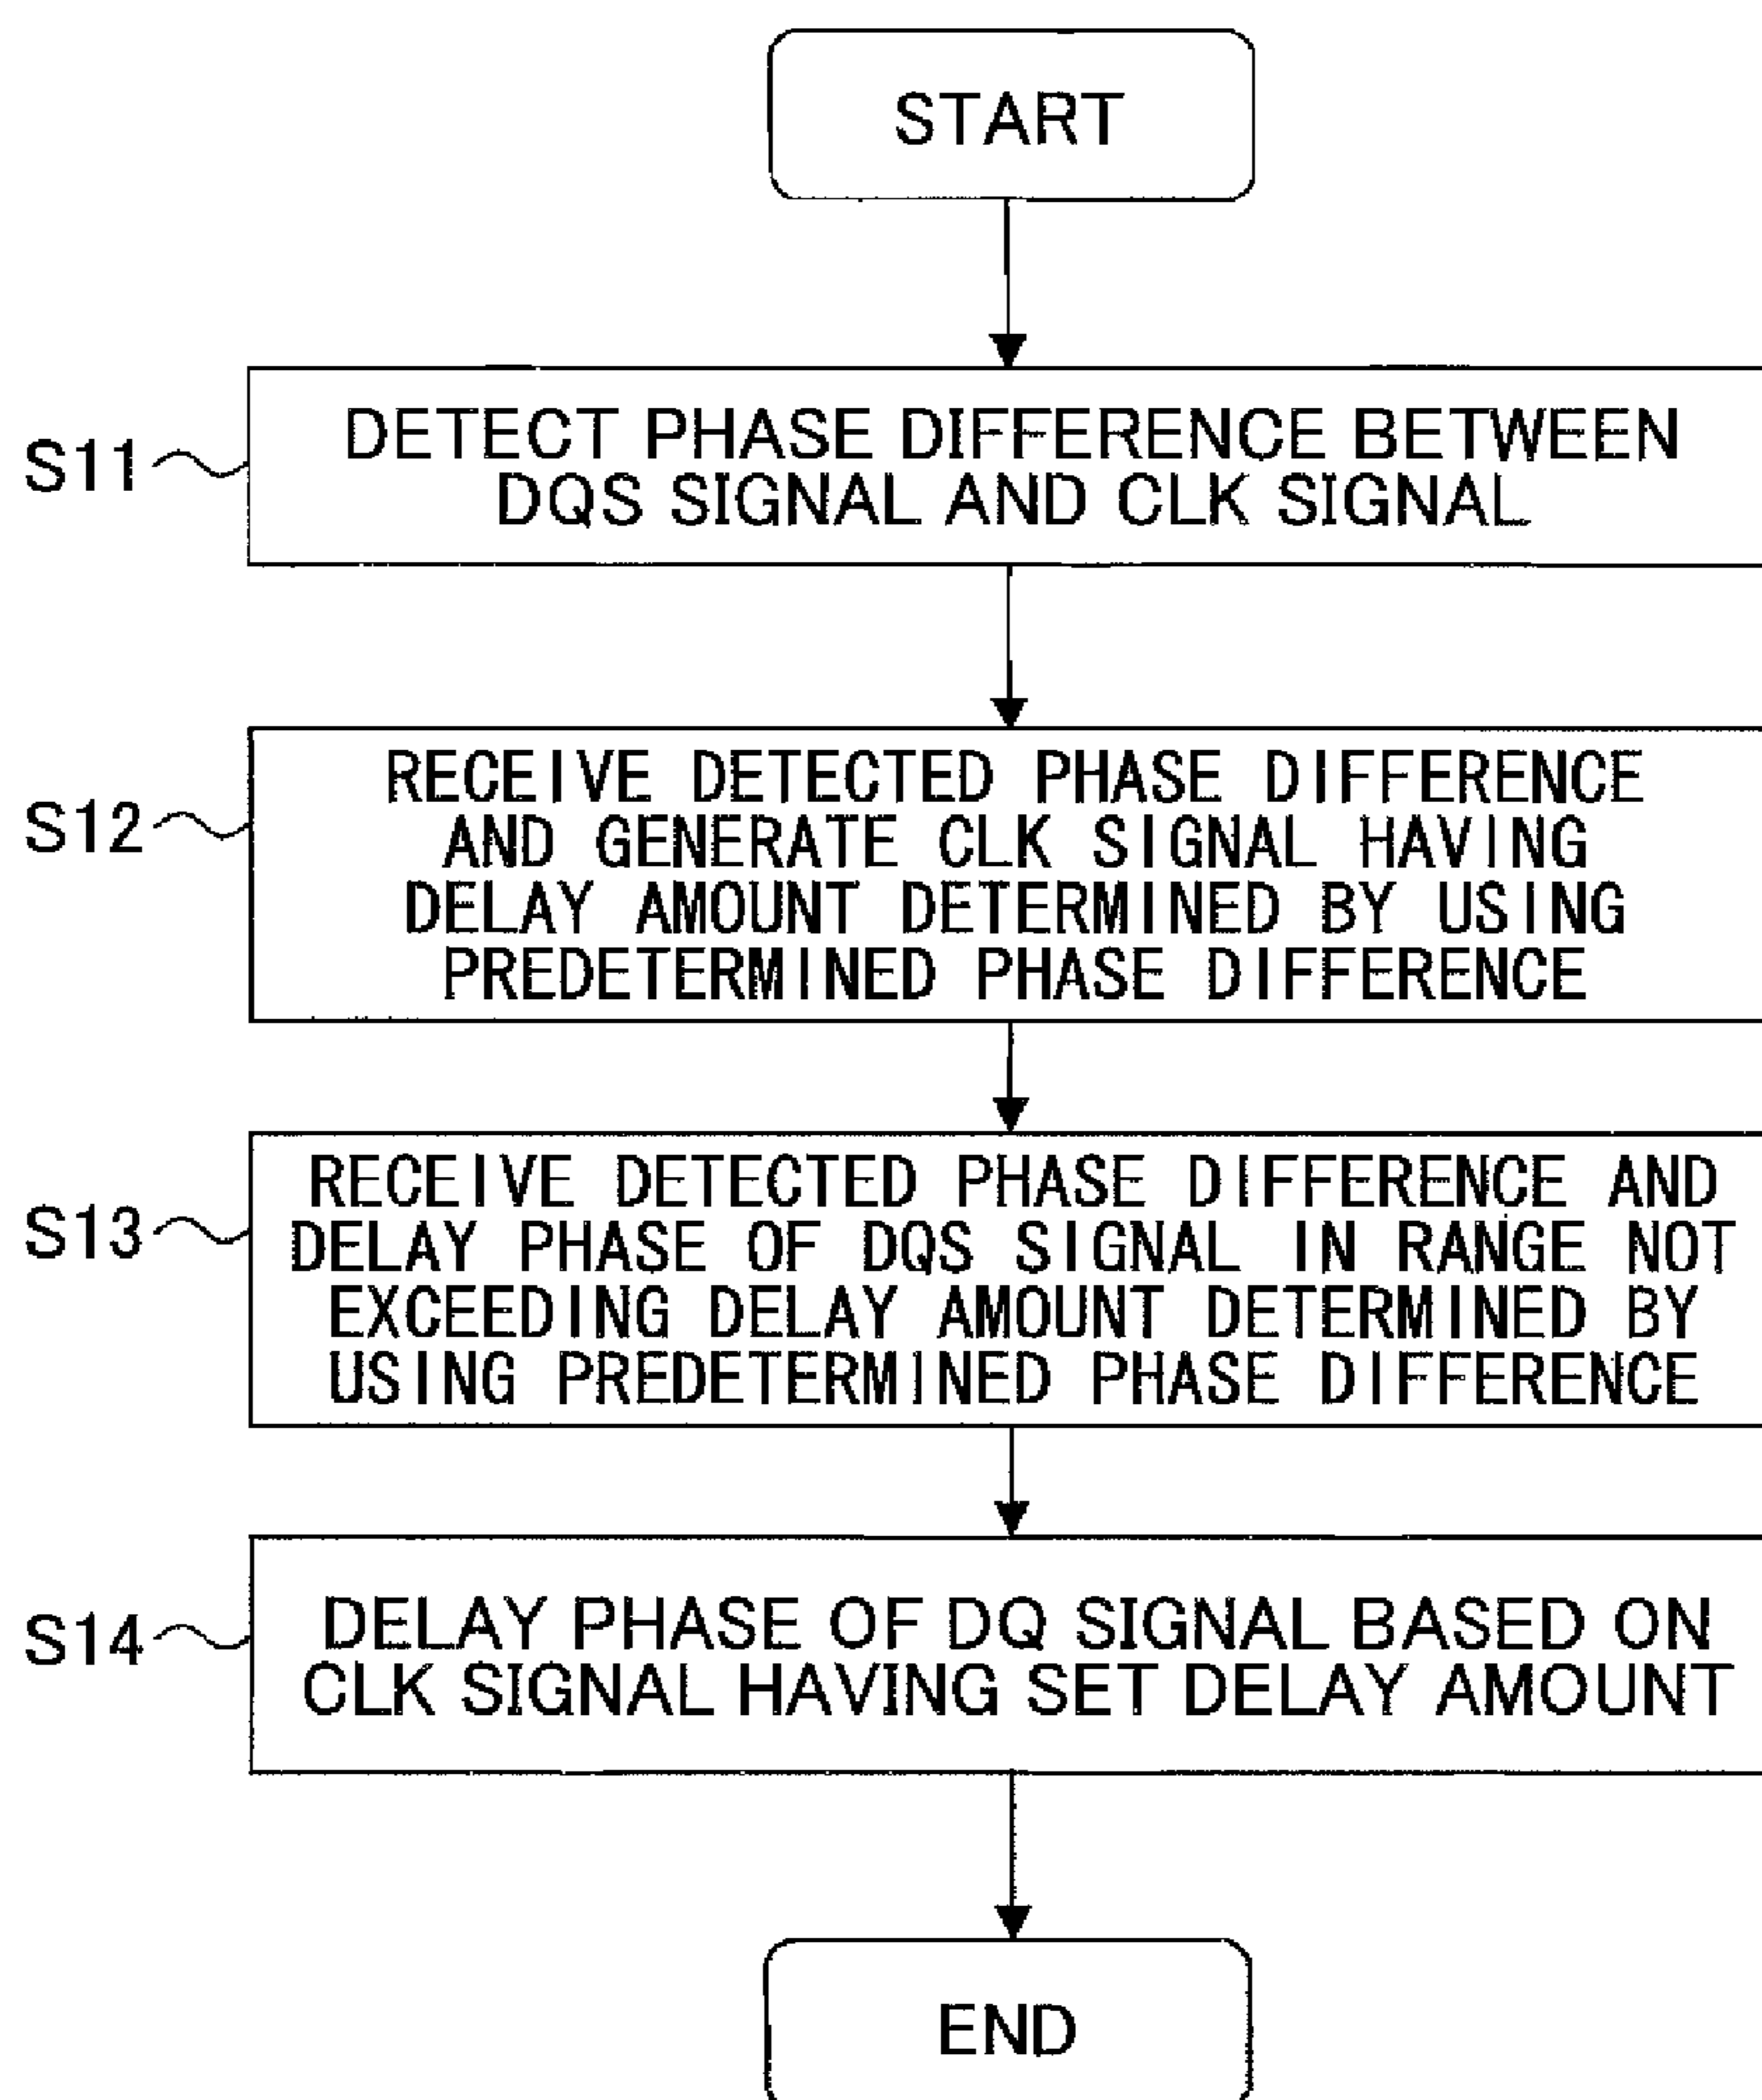 START
S11
DETECT PHASE DIFFERENCE BETWEEN
DQS SIGNAL AND CLK SIGNAL
S12
RECEIVE DETECTED PHASE DIFFERENCE
AND GENERATE CLK SIGNAL HAVING
DELAY AMOUNT DETERMINED BY USING
PREDETERMINED PHASE DIFFERENCE
S13
RECEIVE DETECTED PHASE DIFFERENCE AND
DELAY PHASE OF DQS SIGNAL IN RANGE NOT
EXCEEDING DELAY AMOUNT DETERMINED BY
USING PREDETERMINED PHASE DIFFERENCE
S14
DELAY PHASE OF DQ SIGNAL BASED ON
CLK SIGNAL HAVING SET DELAY AMOUNT
END